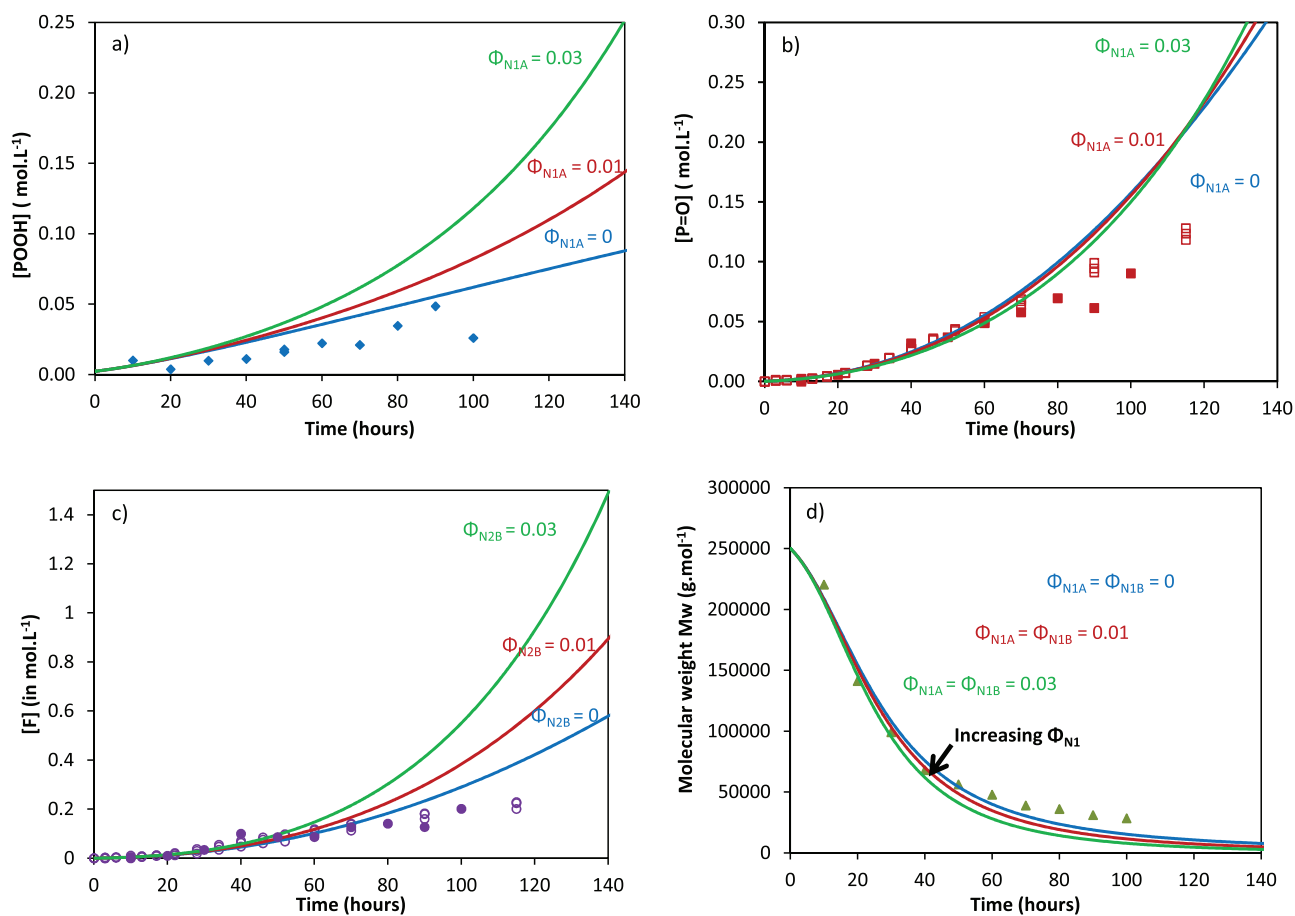 a)
0.25
0.20
0.15
0.10
0.05
0.00
[POOH] ( mol.L-1)
ΦN1A = 0.03
ΦN1A = 0.01
ΦN1A = 0
0 20 40 60 80 100 120 140
Time (hours)
b)
0.30
0.25
0.20
0.15
0.10
0.05
0.00
[P=O] ( mol.L-1)
ΦN1A = 0.03
ΦN1A = 0.01
ΦN1A = 0
0 20 40 60 80 100 120 140
Time (hours)
c)
1.4
1.2
1
0.8
0.6
0.4
0.2
0
[F] (in mol.L-1)
ΦN2B = 0.03
ΦN2B = 0.01
ΦN2B = 0
0 20 40 60 80 100 120 140
Time (hours)
d)
300000
250000
200000
150000
100000
50000
0
Molecular weight Mw (g.mol-1)
ΦN1A = ΦN1B = 0
ΦN1A = ΦN1B = 0.01
ΦN1A = ΦN1B = 0.03
Increasing ΦN1
0 20 40 60 80 100 120 140
Time (hours)